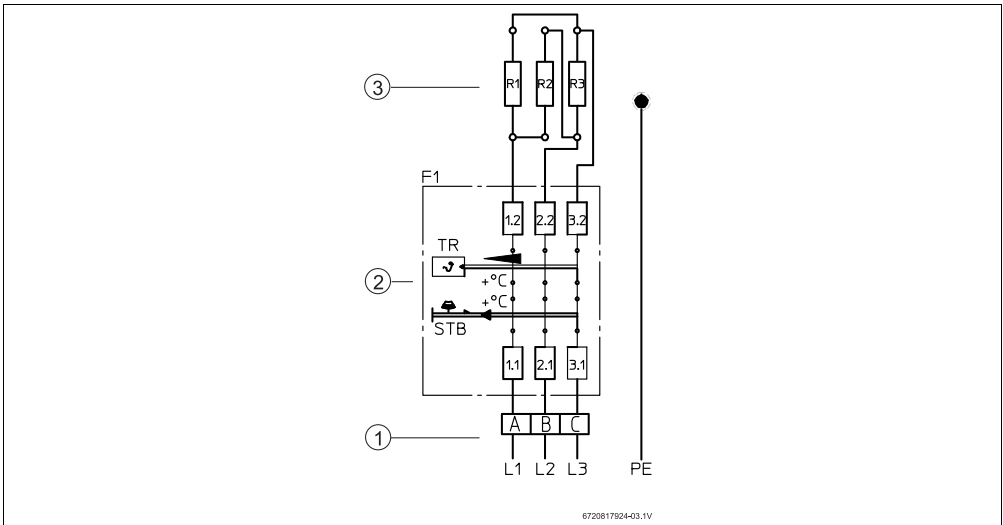 R1 R2 R3
3
F1
1.2 2.2 3.2
TR
2
+°C
+°C
STB
1.1 2.1 3.1
A B C
1
L1 L2 L3 PE
6720817924-03.1V